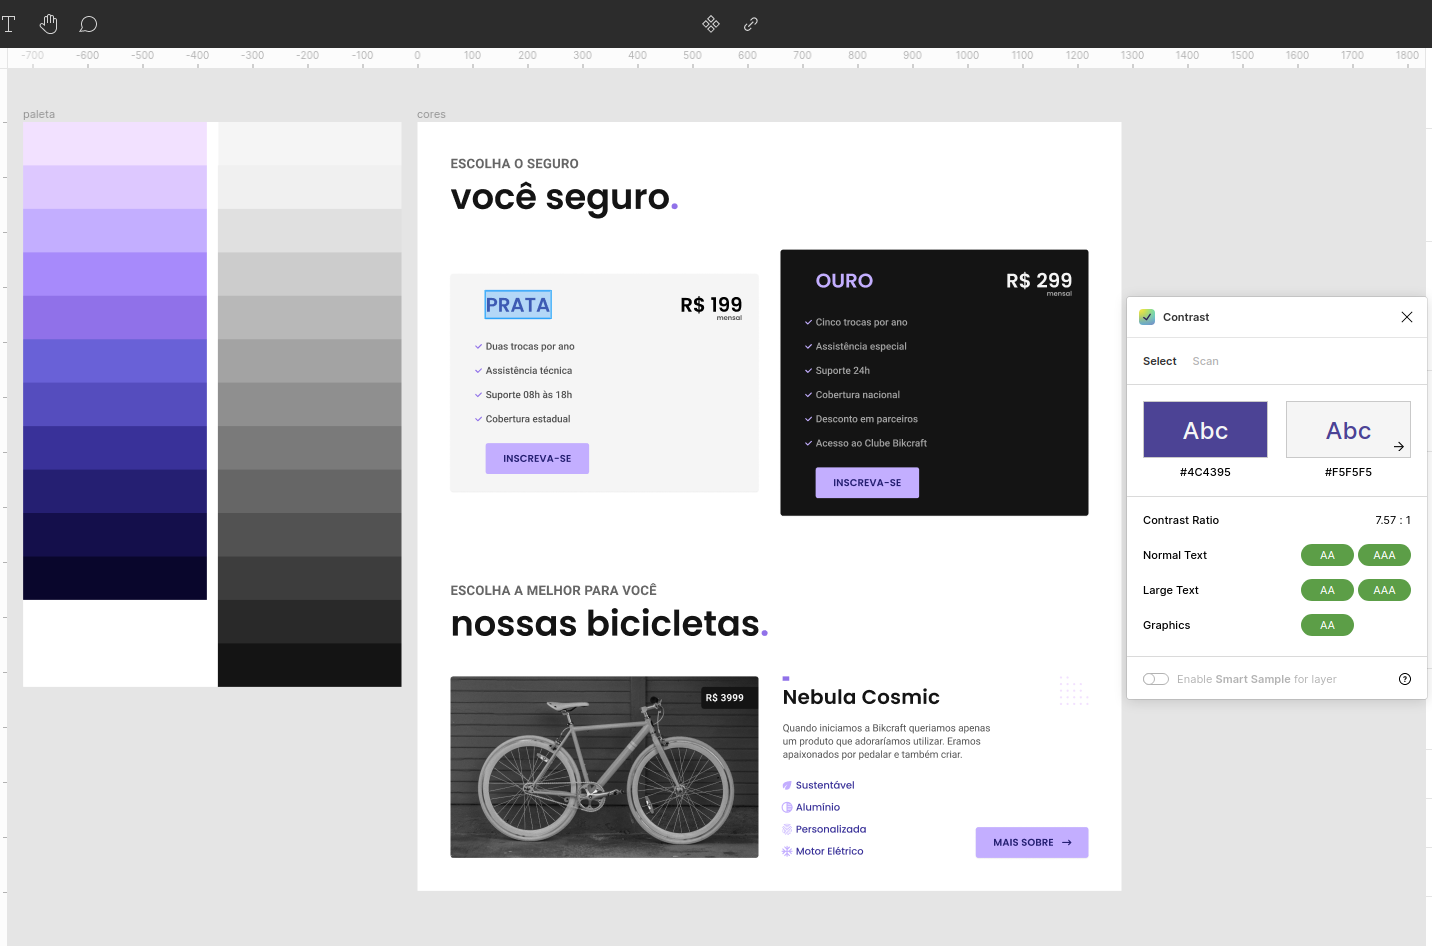 -700 -600 -500 -400 -300 -200 -100 0 100 200 300 400 500 600 700 800 900 1000 1100 1200 1300 1400 1500 1600 1700 1800
paleta
cores
ESCOLHA O SEGURO
você seguro.
PRATA
R$ 199
mensal
Duas trocas por ano
Assistência técnica
Suporte 08h às 18h
Cobertura estadual
INSCREVA-SE
OURO
R$ 299
mensal
Cinco trocas por ano
Assistência especial
Suporte 24h
Cobertura nacional
Desconto em parceiros
Acesso ao Clube Bikcraft
INSCREVA-SE
ESCOLHA A MELHOR PARA VOCÊ
nossas bicicletas.
R$ 3999
Nebula Cosmic
Quando iniciamos a Bikcraft queriamos apenas
um produto que adoraríamos utilizar. Eramos
apaixonados por pedalar e também criar.
Sustentável
Alumínio
Personalizada
Motor Elétrico
MAIS SOBRE →
Contrast
Select Scan
Abc Abc
#4C4395 #F5F5F5
Contrast Ratio 7.57 : 1
Normal Text AA AAA
Large Text AA AAA
Graphics AA
Enable Smart Sample for layer